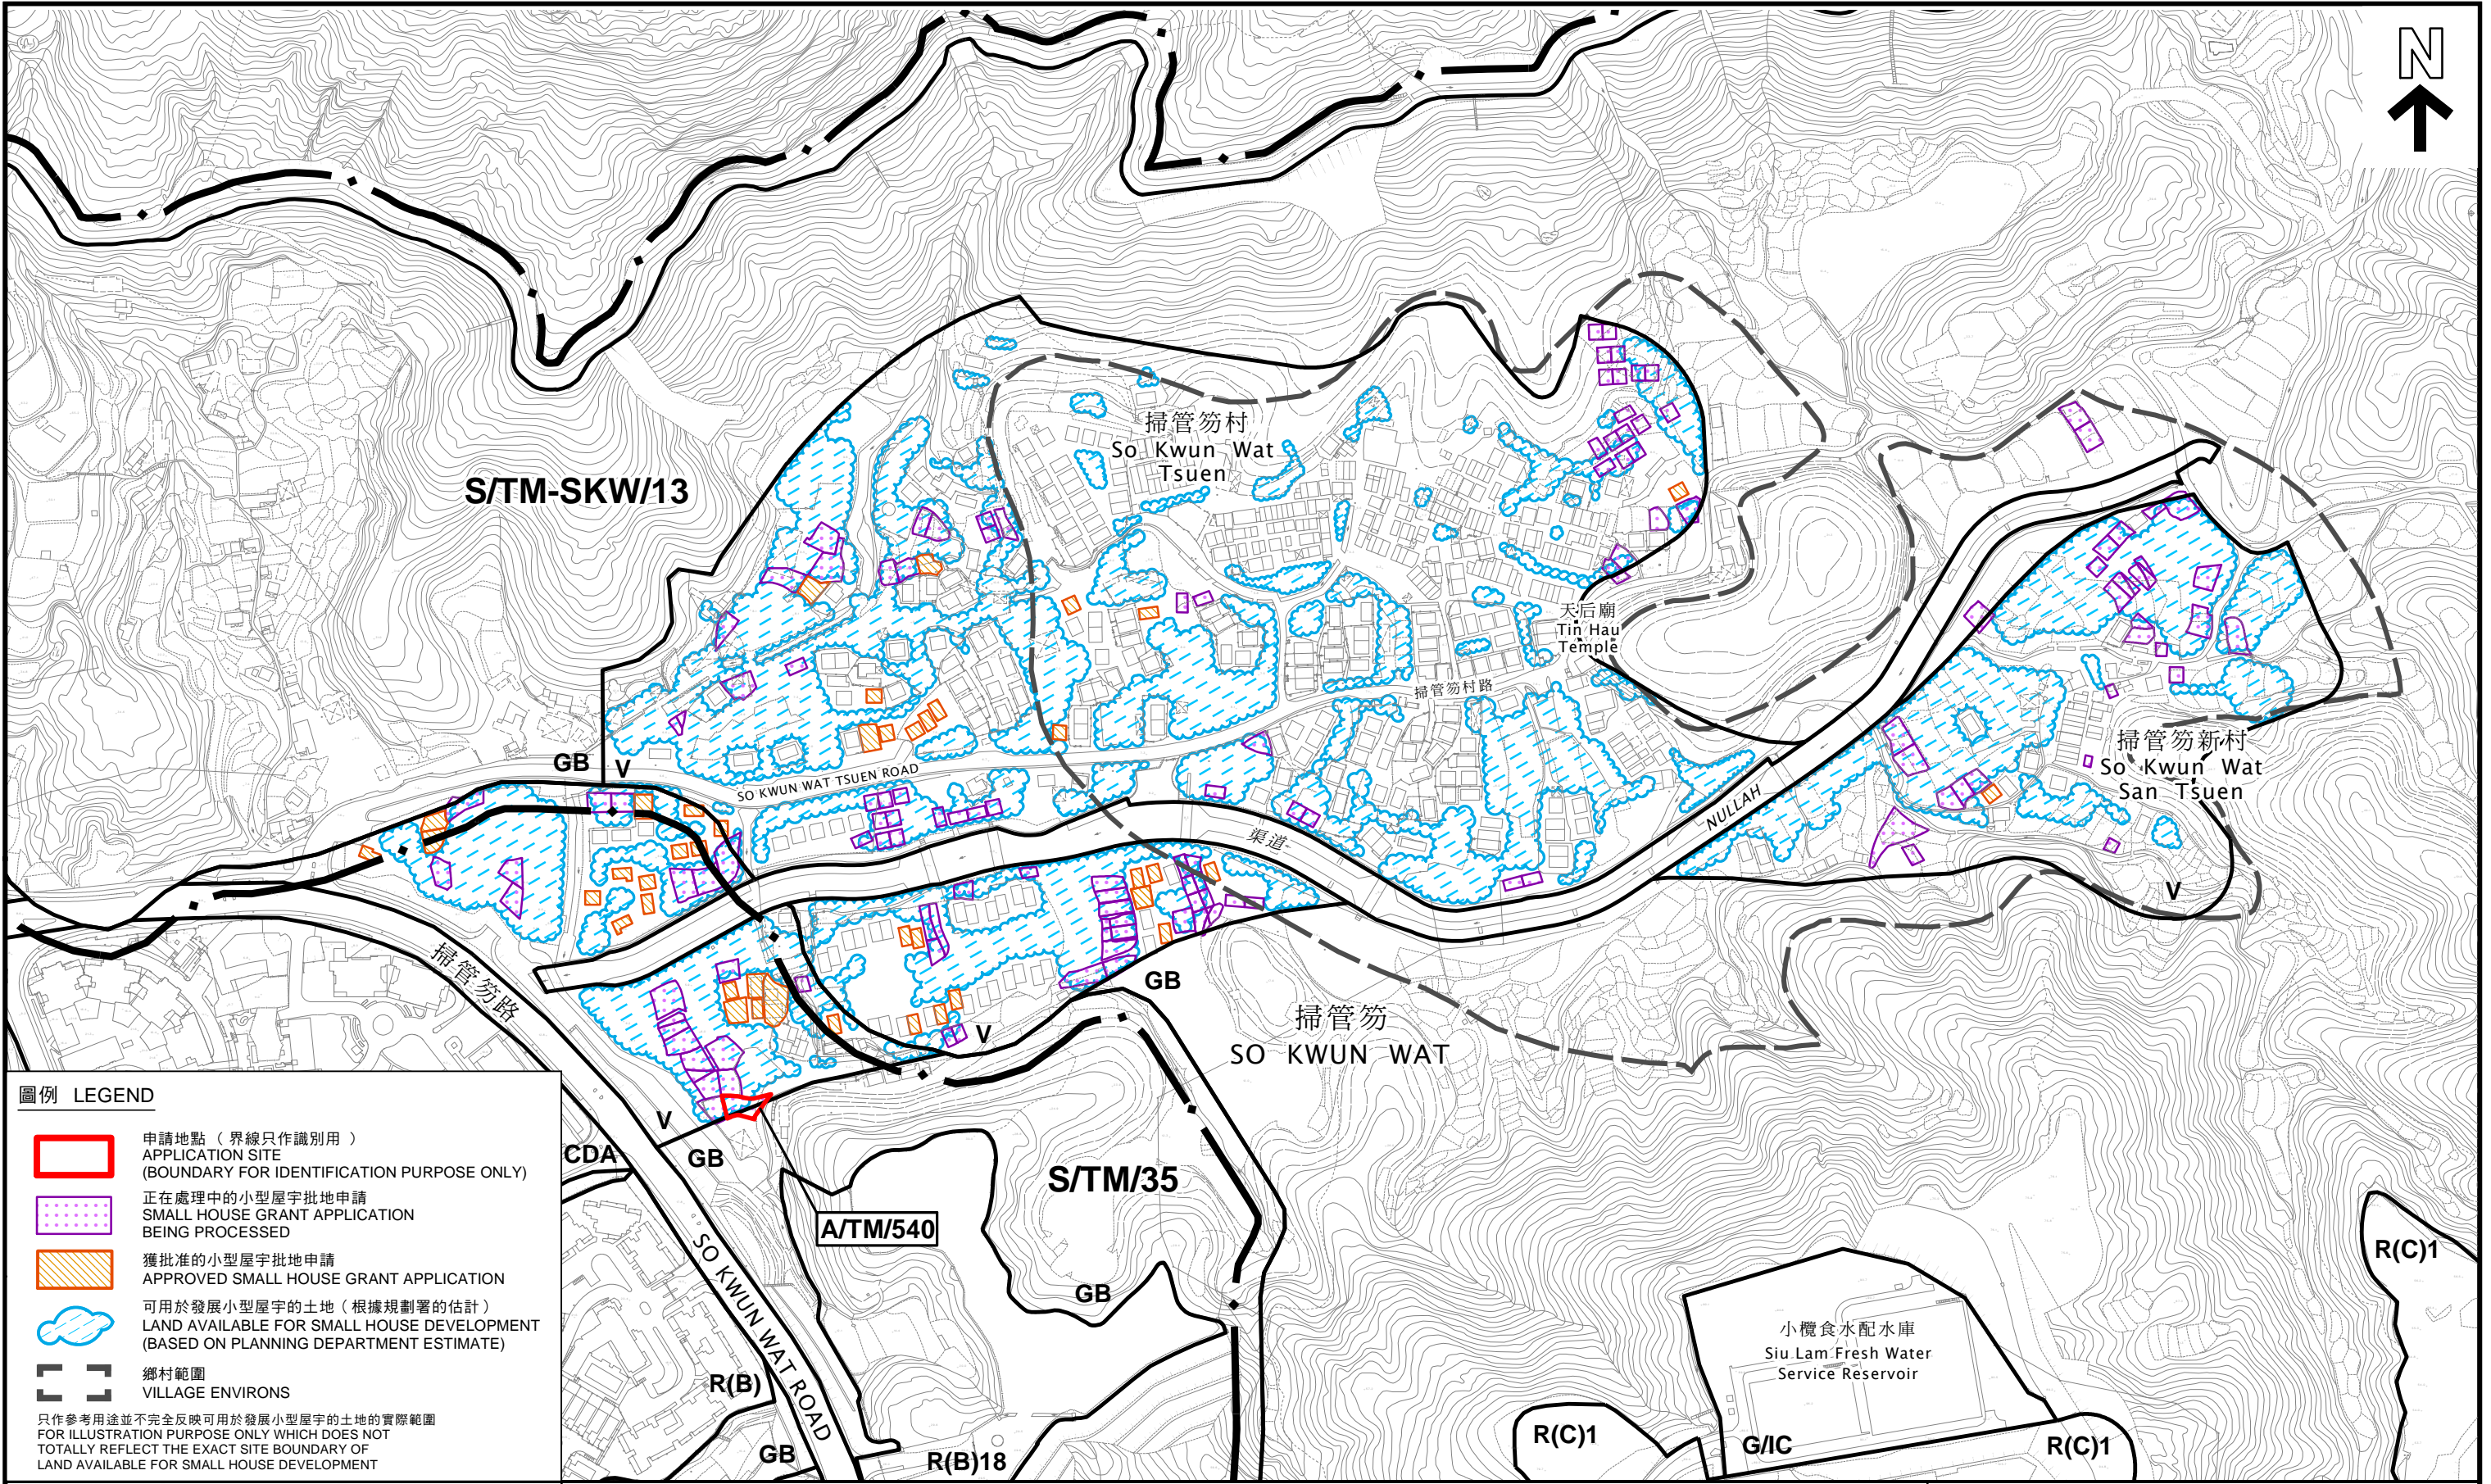 N
掃管笏村
So Kwun Wat
Tsuen
S/TM-SKW/13
天后廟
Tin Hau
Temple
掃管笏村路
掃管笏新村
So Kwun Wat
San Tsuen
GB
V
SO KWUN WAT TSUEN ROAD
NULLAH
渠道
V
掃管笏路
GB
V
掃管笏
SO KWUN WAT
V
CDA
GB
S/TM/35
A/TM/540
SO KWUN WAT ROAD
GB
R(C)1
小欖食水配水庫
Siu Lam Fresh Water
Service Reservoir
R(B)
GB
R(B)18
R(C)1
G/IC
R(C)1
圖例 LEGEND
申請地點（界線只作識別用）
APPLICATION SITE
(BOUNDARY FOR IDENTIFICATION PURPOSE ONLY)
正在處理中的小型屋宇批地申請
SMALL HOUSE GRANT APPLICATION
BEING PROCESSED
獲批准的小型屋宇批地申請
APPROVED SMALL HOUSE GRANT APPLICATION
可用於發展小型屋宇的土地（根據規劃署的估計）
LAND AVAILABLE FOR SMALL HOUSE DEVELOPMENT
(BASED ON PLANNING DEPARTMENT ESTIMATE)
鄉村範圍
VILLAGE ENVIRONS
只作參考用途並不完全反映可用於發展小型屋宇的土地的實際範圍
FOR ILLUSTRATION PURPOSE ONLY WHICH DOES NOT
TOTALLY REFLECT THE EXACT SITE BOUNDARY OF
LAND AVAILABLE FOR SMALL HOUSE DEVELOPMENT